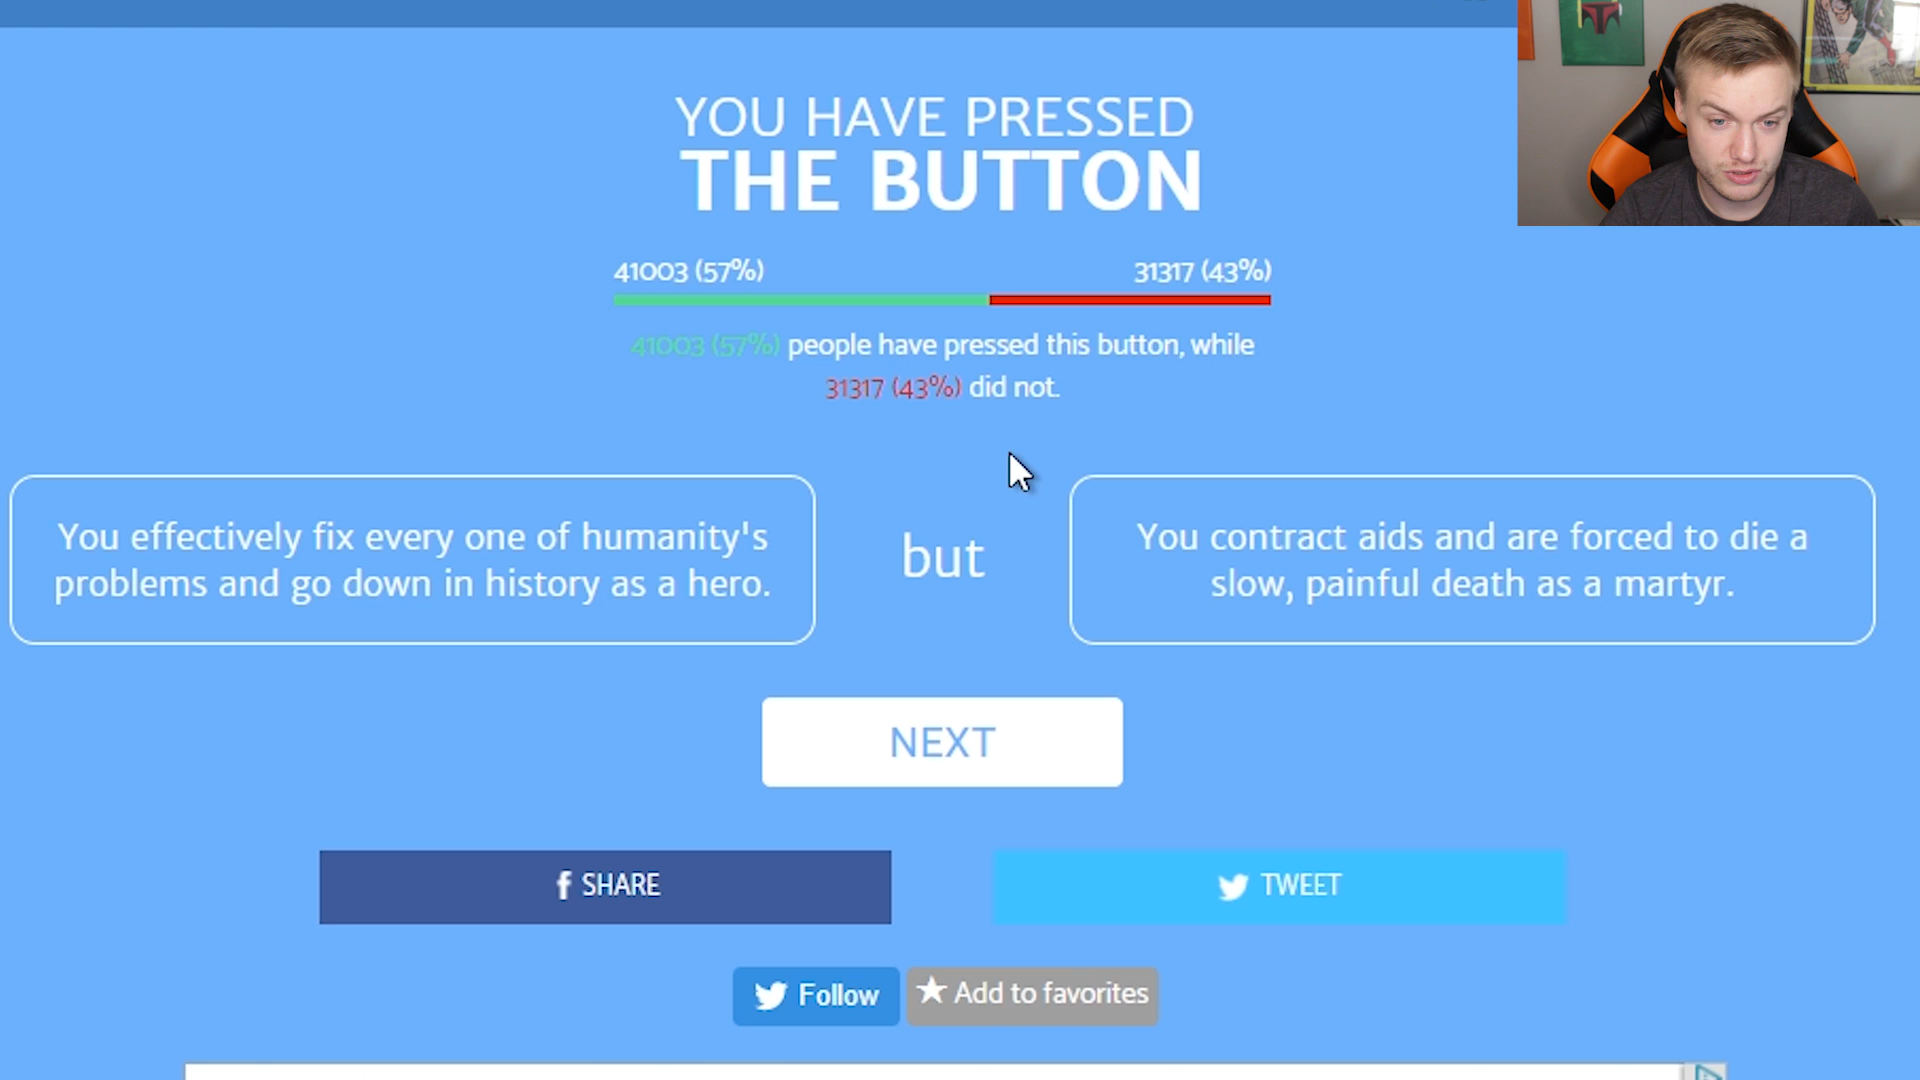 YOU HAVE PRESSED
THE BUTTON
41003 (57%) 31317 (43%)
41003 (57%) people have pressed this button, while
31317 (43%) did not.
You effectively fix every one of humanity's
problems and go down in history as a hero.
but
You contract aids and are forced to die a
slow, painful death as a martyr.
NEXT
f SHARE
TWEET
Follow
Add to favorites